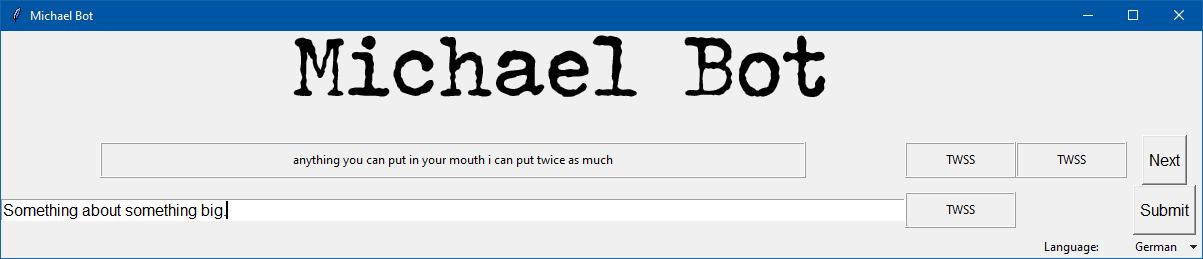 Michael Bot
Michael Bot
anything you can put in your mouth i can put twice as much TWSS TWSS Next
Something about something big. TWSS Submit
Language: German